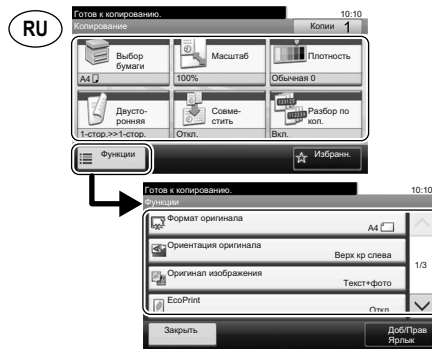 RU
Готов к копированию.
10:10
Копирование
Копии 1
Выбор
бумаги
A4
Масштаб
100%
Плотность
Обычная 0
Двусто-
ронняя
1-стор.>>1-стор.
Совме-
стить
Откл.
Разбор по
коп.
Вкл.
Функции
Избранн.
Готов к копированию.
10:10
Функции
Формат оригинала
A4
Ориентация оригинала
Верх кр слева
Оригинал изображения
Текст+фото
1/3
EcoPrint
Откл
Закрыть
Доб/Прав
Ярлык